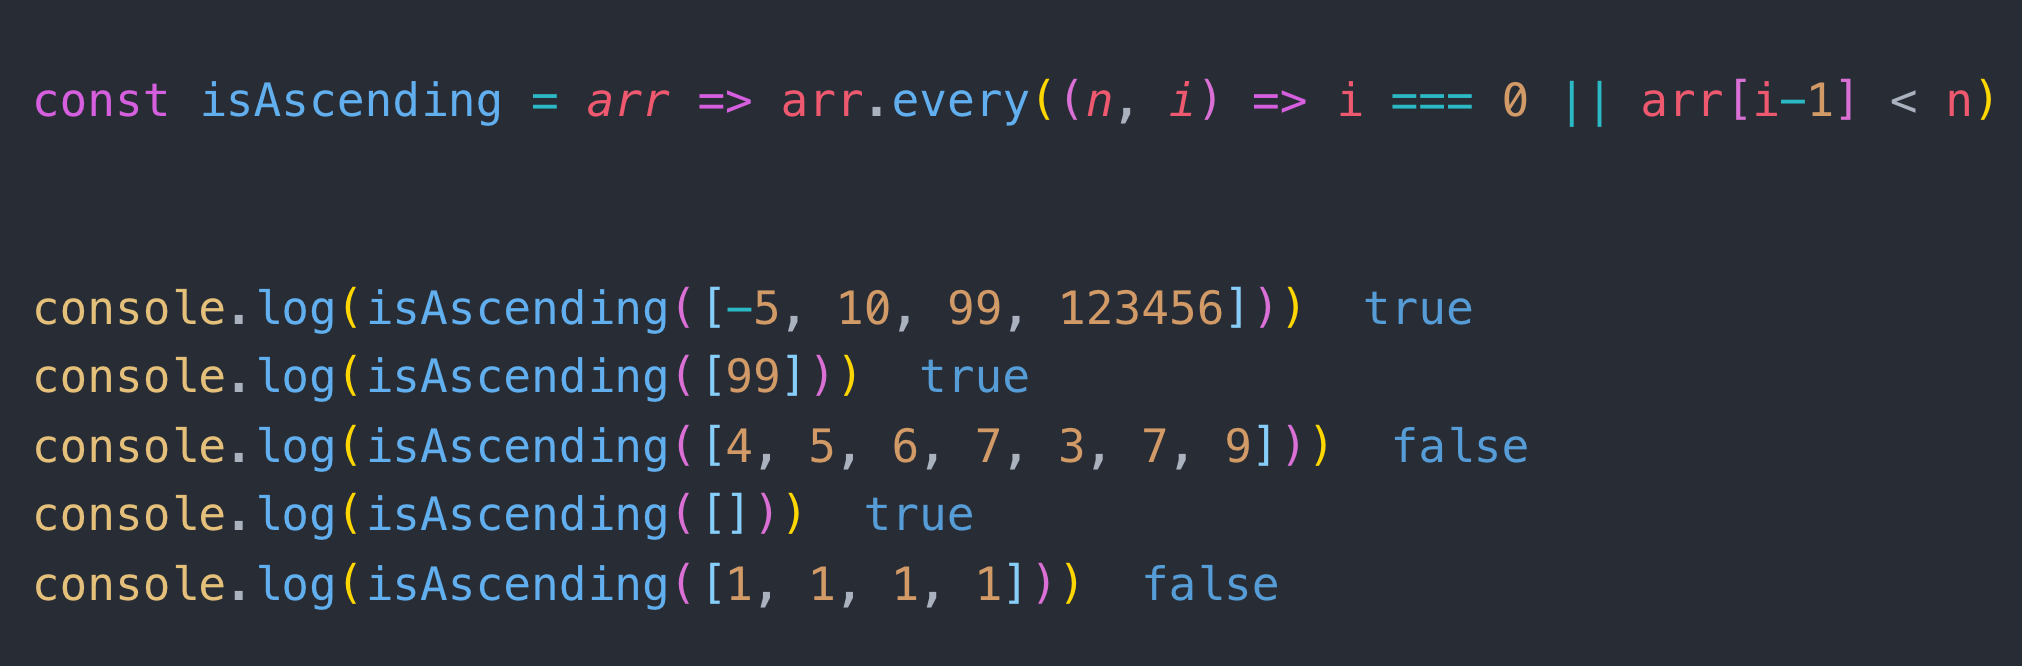 const isAscending = arr => arr.every((n, i) => i === 0 || arr[i-1] < n)
console.log(isAscending([-5, 10, 99, 123456]))  true
console.log(isAscending([99]))  true
console.log(isAscending([4, 5, 6, 7, 3, 7, 9]))  false
console.log(isAscending([]))  true
console.log(isAscending([1, 1, 1, 1]))  false